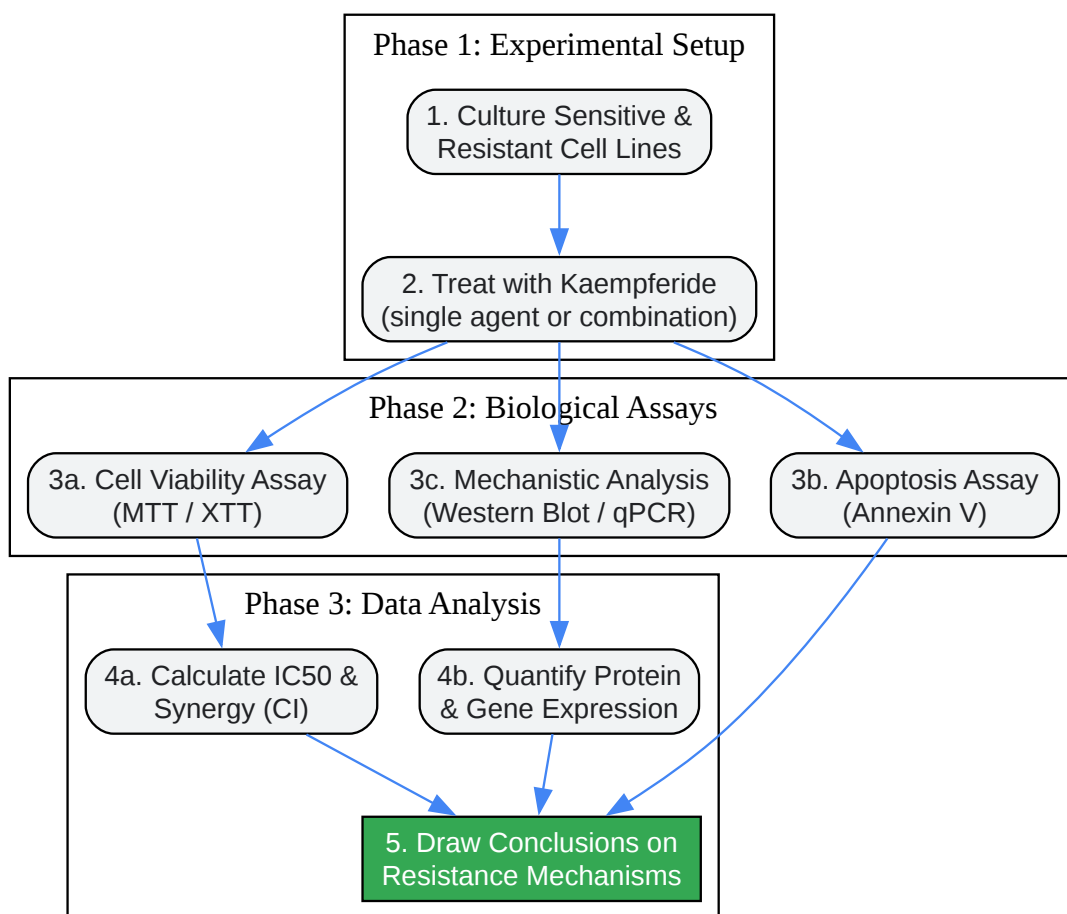 Phase 1: Experimental Setup
1. Culture Sensitive &
Resistant Cell Lines
2. Treat with Kaempferide
(single agent or combination)
Phase 2: Biological Assays
3a. Cell Viability Assay
(MTT / XTT)
3c. Mechanistic Analysis
(Western Blot / qPCR)
3b. Apoptosis Assay
(Annexin V)
Phase 3: Data Analysis
4a. Calculate IC50 &
Synergy (CI)
4b. Quantify Protein
& Gene Expression
5. Draw Conclusions on
Resistance Mechanisms